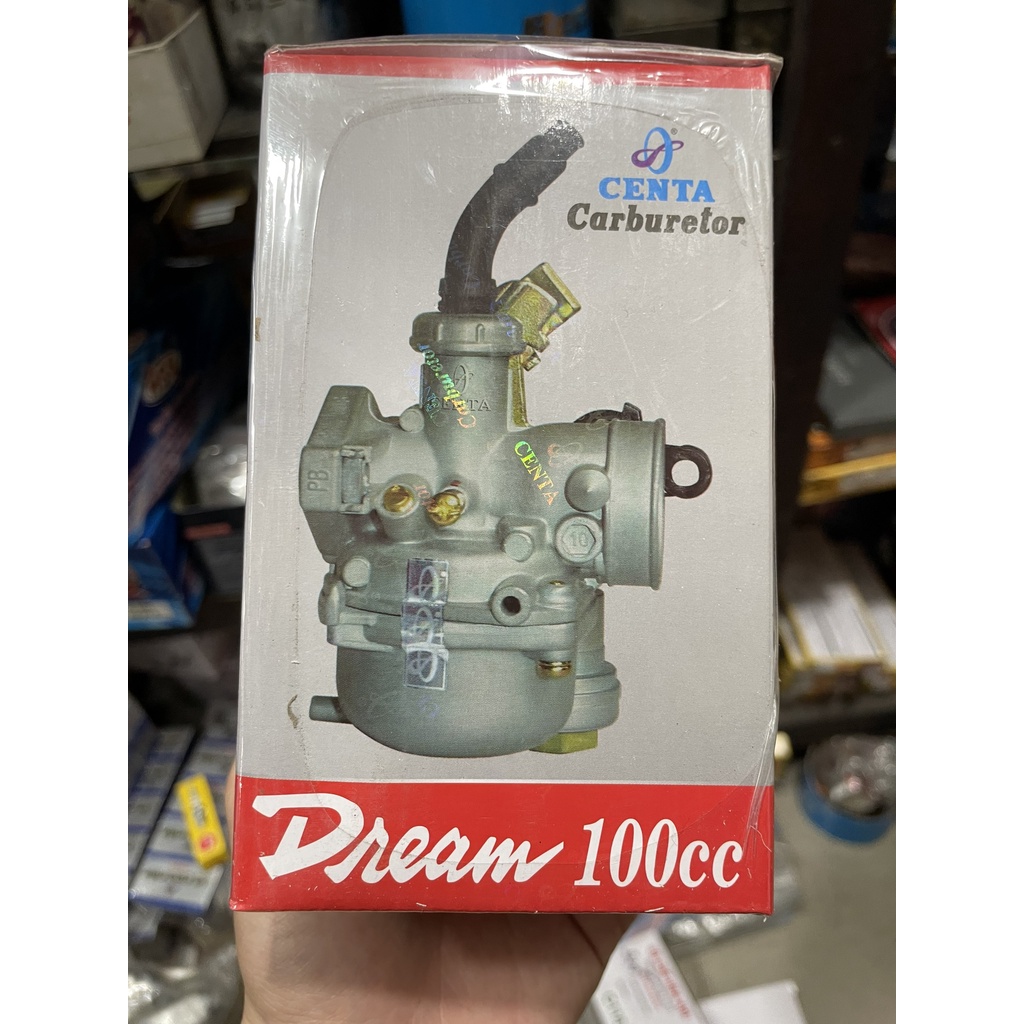 ®
CENTA
Carburetor
CENTA
CENTA
PB
10
Dream 100cc